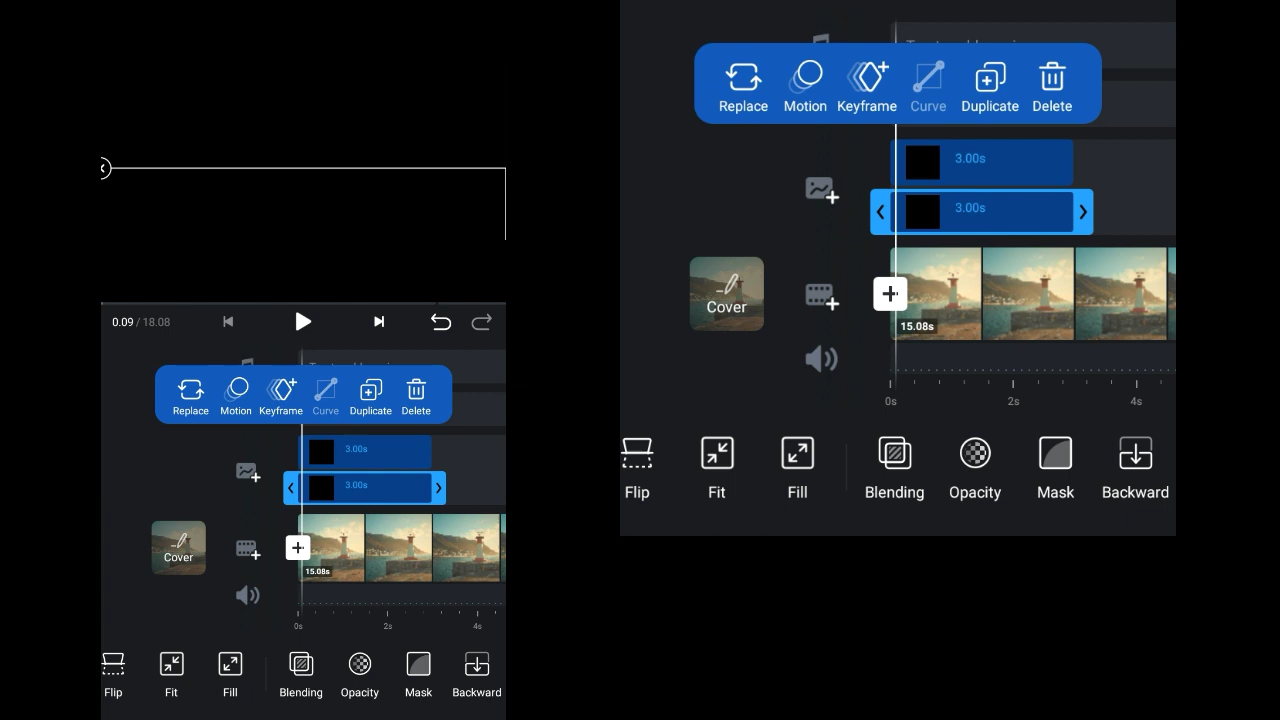 0.09 / 18.08
Replace Motion Keyframe Curve Duplicate Delete
3.00s
3.00s
Cover
15.08s
0s 2s 4s
Flip Fit Fill Blending Opacity Mask Backward
Replace Motion Keyframe Curve Duplicate Delete
3.00s
3.00s
Cover
15.08s
0s 2s 4s
Flip Fit Fill Blending Opacity Mask Backward